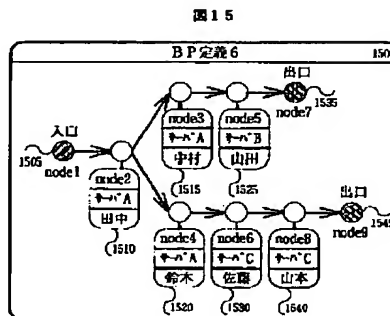 図15
BP定義6
150
出口
node3
node5
1535
ｻｰﾊﾞA
ｻｰﾊﾞB
node7
入口
中村
山田
1505
node1
node2
1515
1525
ｻｰﾊﾞA
出口
田中
node4
node6
node8
1545
ｻｰﾊﾞA
ｻｰﾊﾞC
ｻｰﾊﾞC
node9
1510
鈴木
佐藤
山本
1520
1530
1540